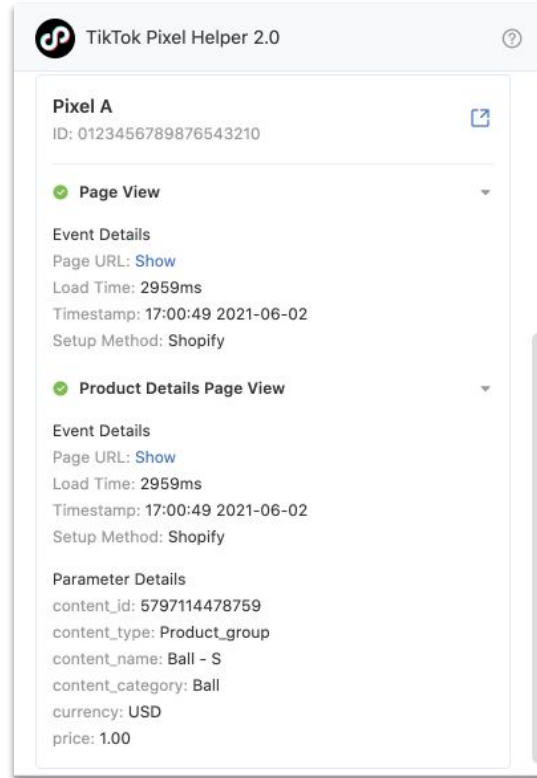 TikTok Pixel Helper 2.0
Pixel A
ID: 0123456789876543210
Page View
Event Details
Page URL: Show
Load Time: 2959ms
Timestamp: 17:00:49 2021-06-02
Setup Method: Shopify
Product Details Page View
Event Details
Page URL: Show
Load Time: 2959ms
Timestamp: 17:00:49 2021-06-02
Setup Method: Shopify
Parameter Details
content_id: 5797114478759
content_type: Product_group
content_name: Ball - S
content_category: Ball
currency: USD
price: 1.00